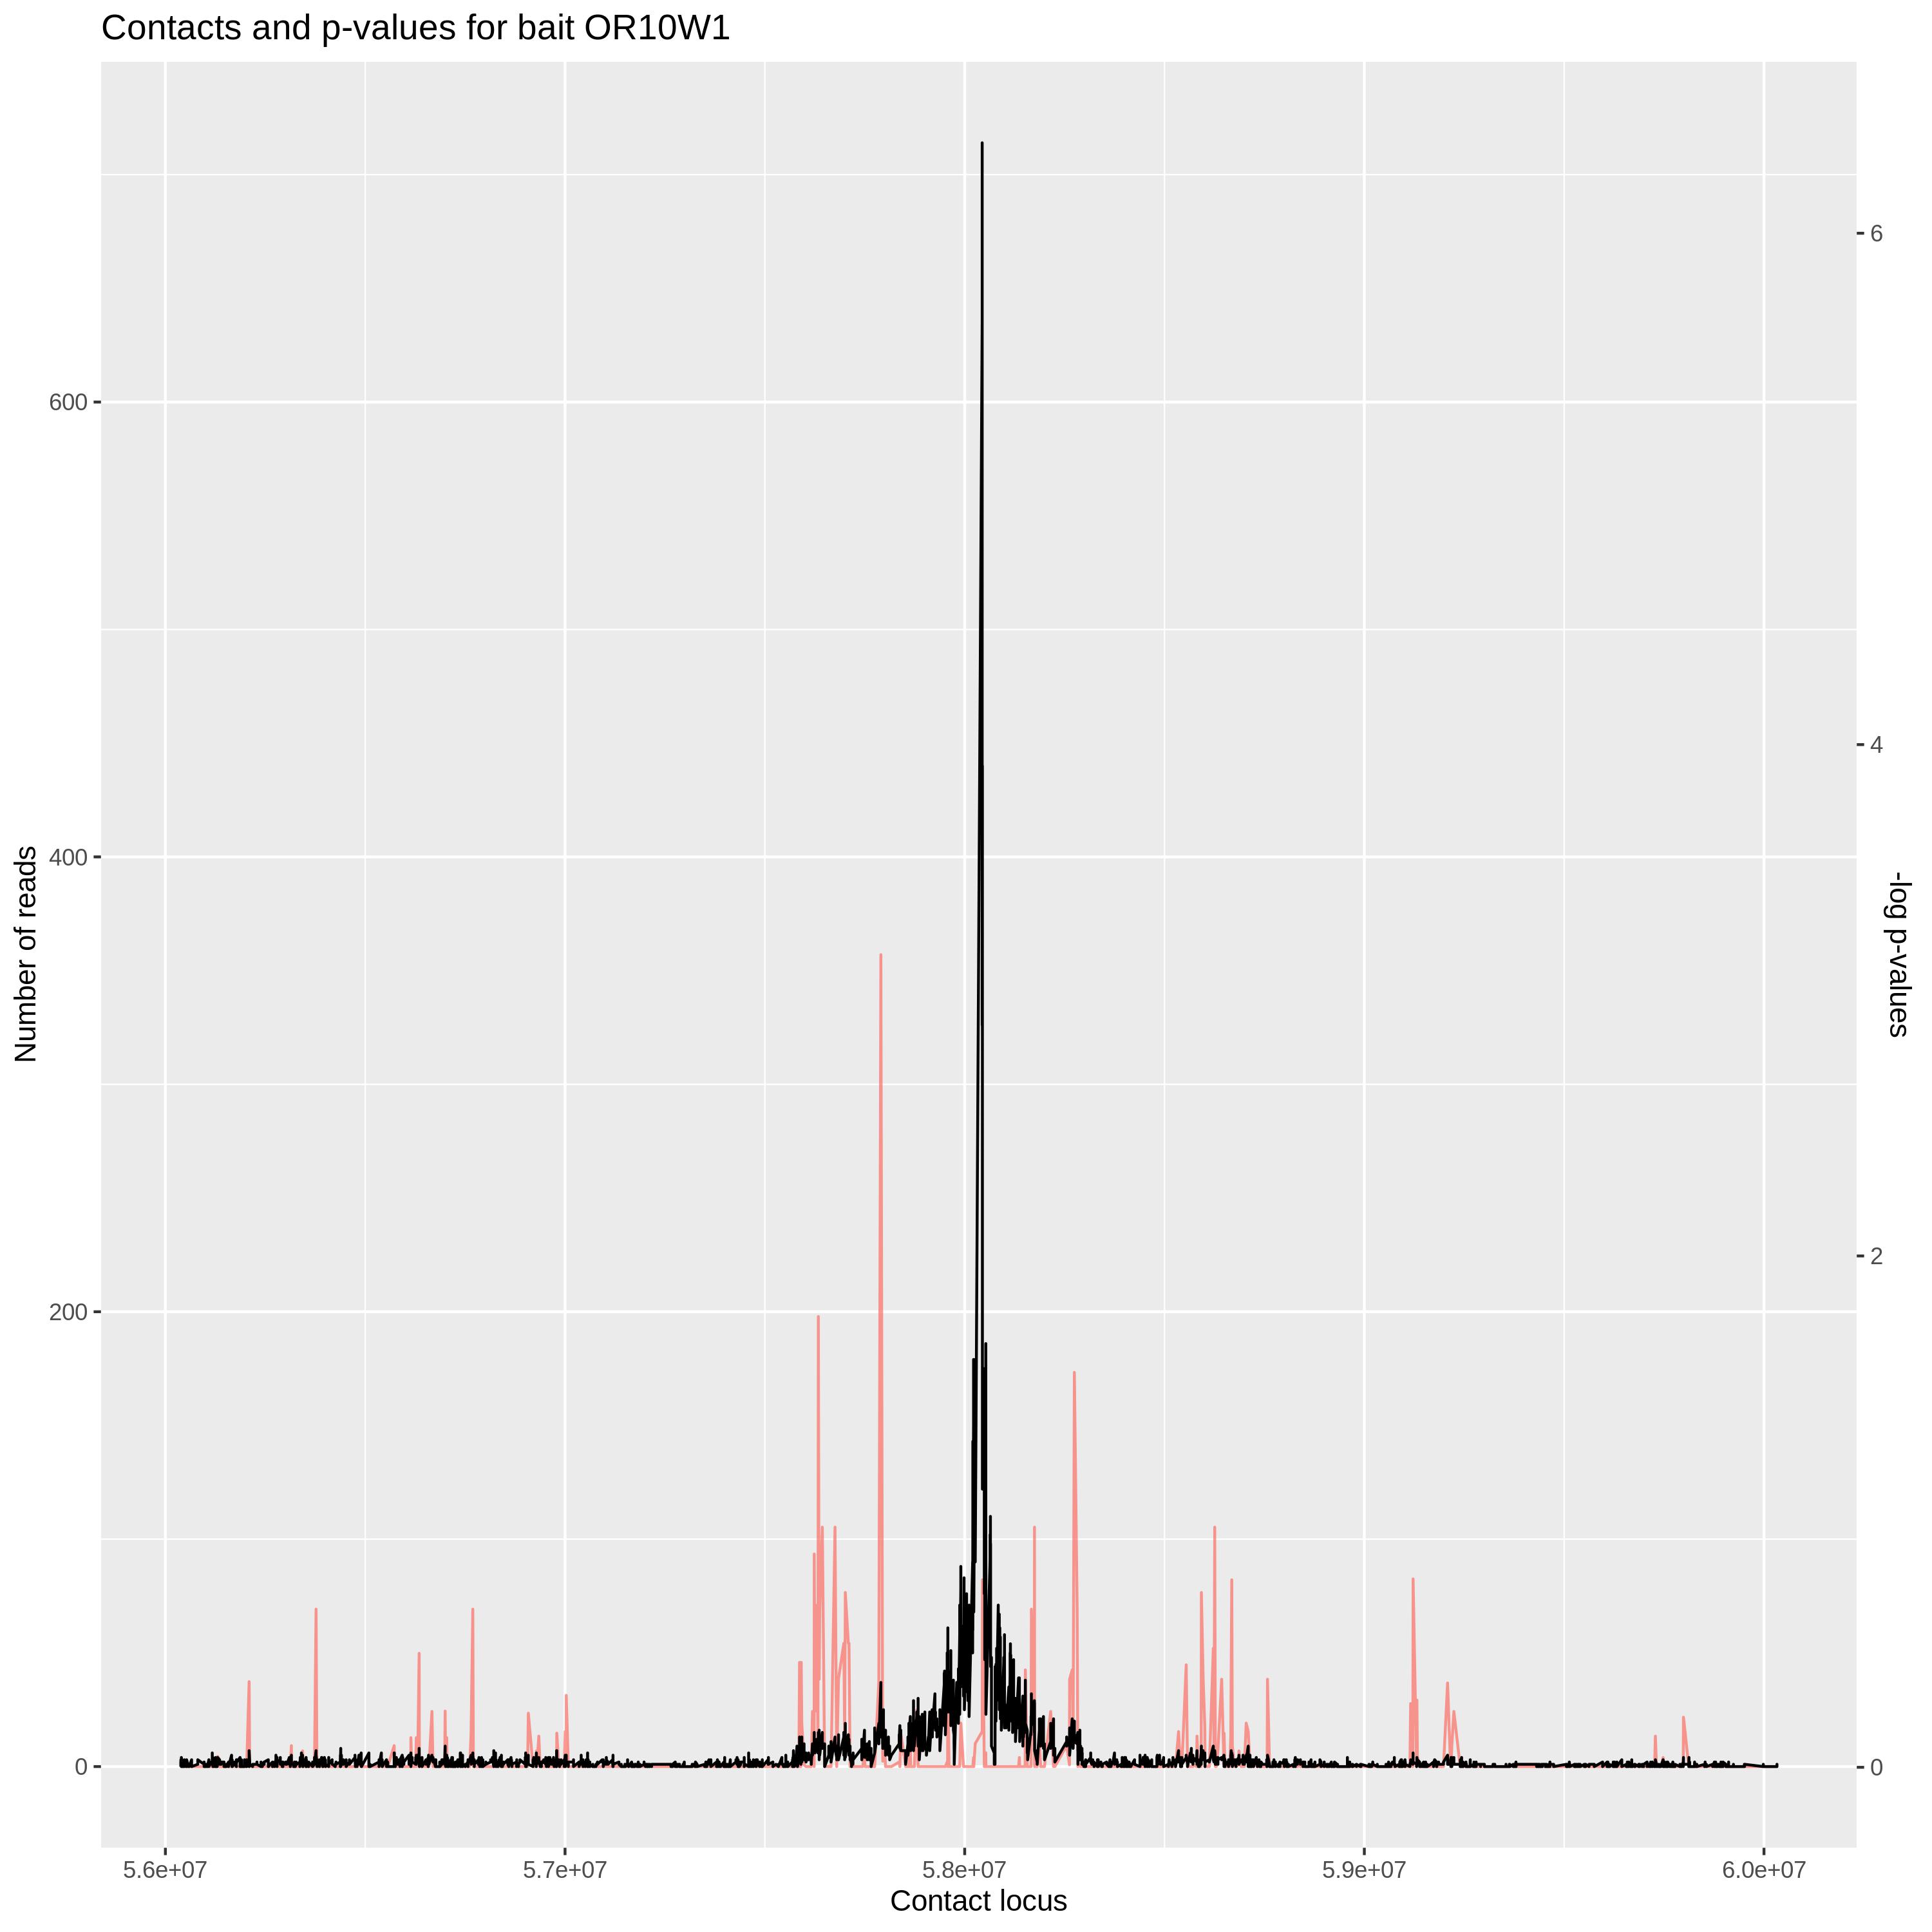 Contacts and p-values for bait OR10W1
Number of reads
600
400
200
0
6
4
2
0
-log p-values
5.6e+07 5.7e+07 5.8e+07 5.9e+07 6.0e+07
Contact locus